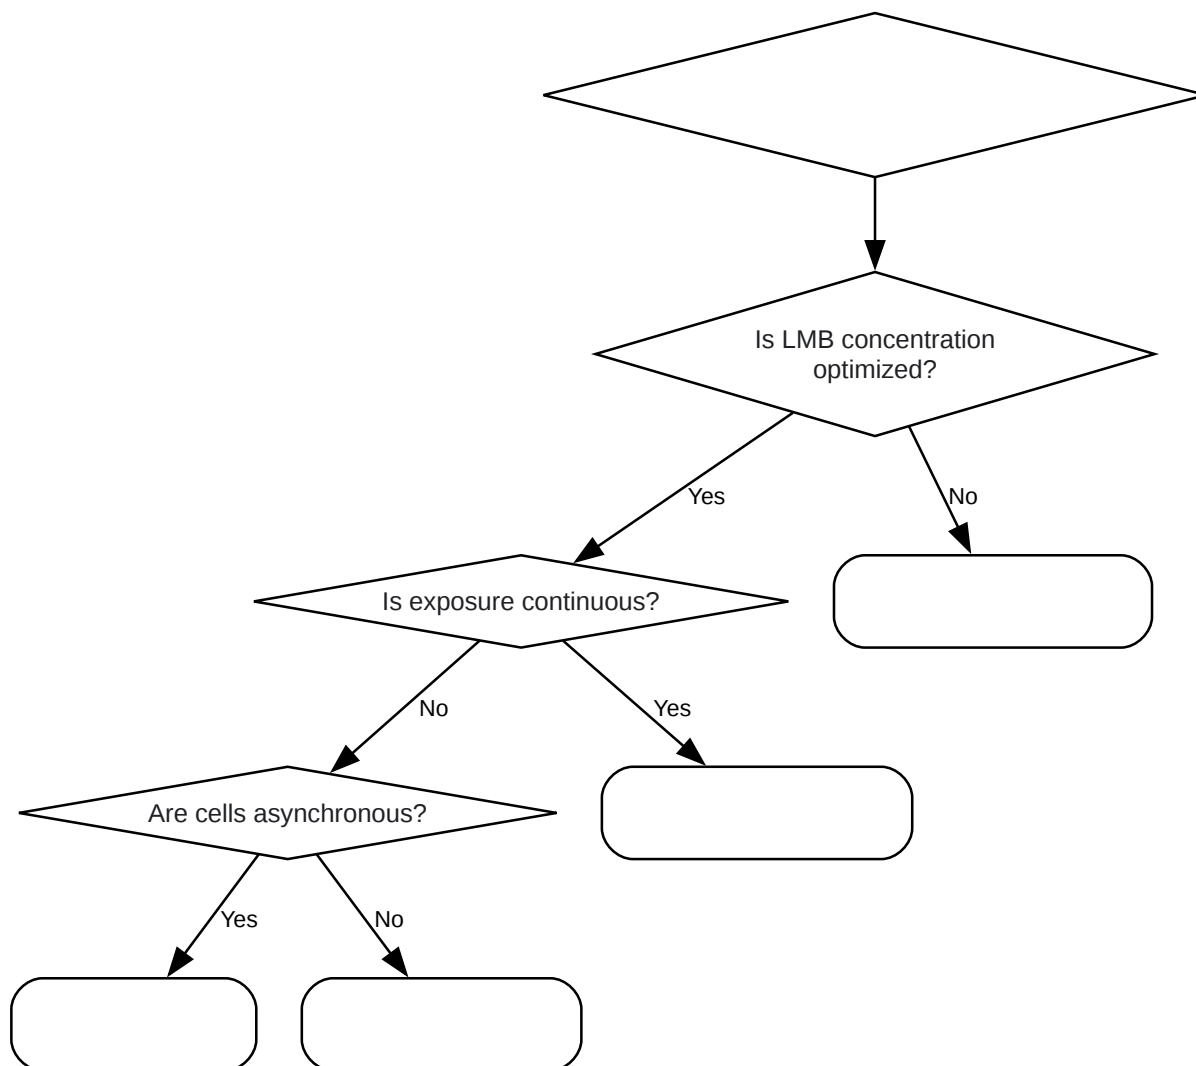 Is LMB concentration
optimized?
Yes
No
Is exposure continuous?
No
Yes
Are cells asynchronous?
Yes
No